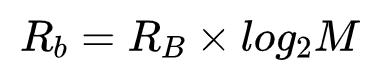 R_b = R_B × log_2 M